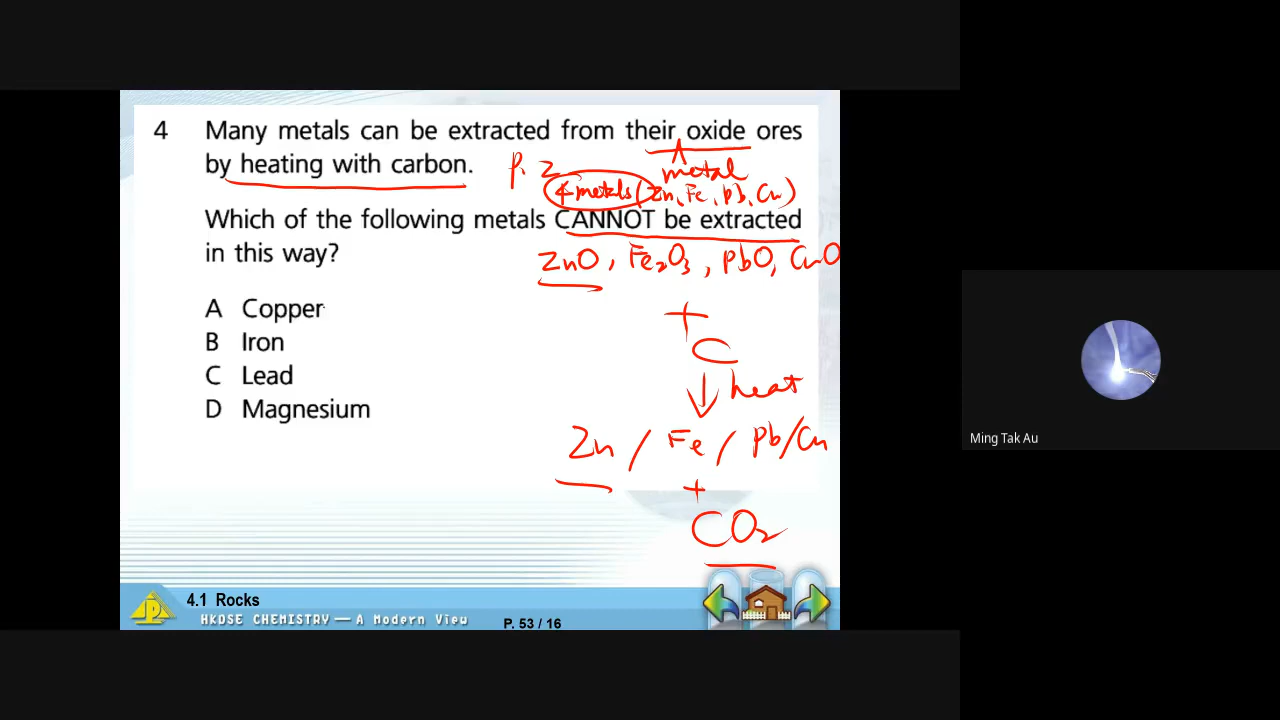 4 Many metals can be extracted from their oxide ores
by heating with carbon.
p. 2
metal
4 metals (Zn, Fe, Pb, Cu)
Which of the following metals CANNOT be extracted
in this way?
ZnO, Fe₂O₃, PbO, CuO
A Copper
B Iron
C Lead
D Magnesium
+
C
↓ heat
Zn / Fe / Pb/Cu
+
CO₂
Ming Tak Au
4.1 Rocks
HKDSE CHEMISTRY — A Modern View
P. 53 / 16